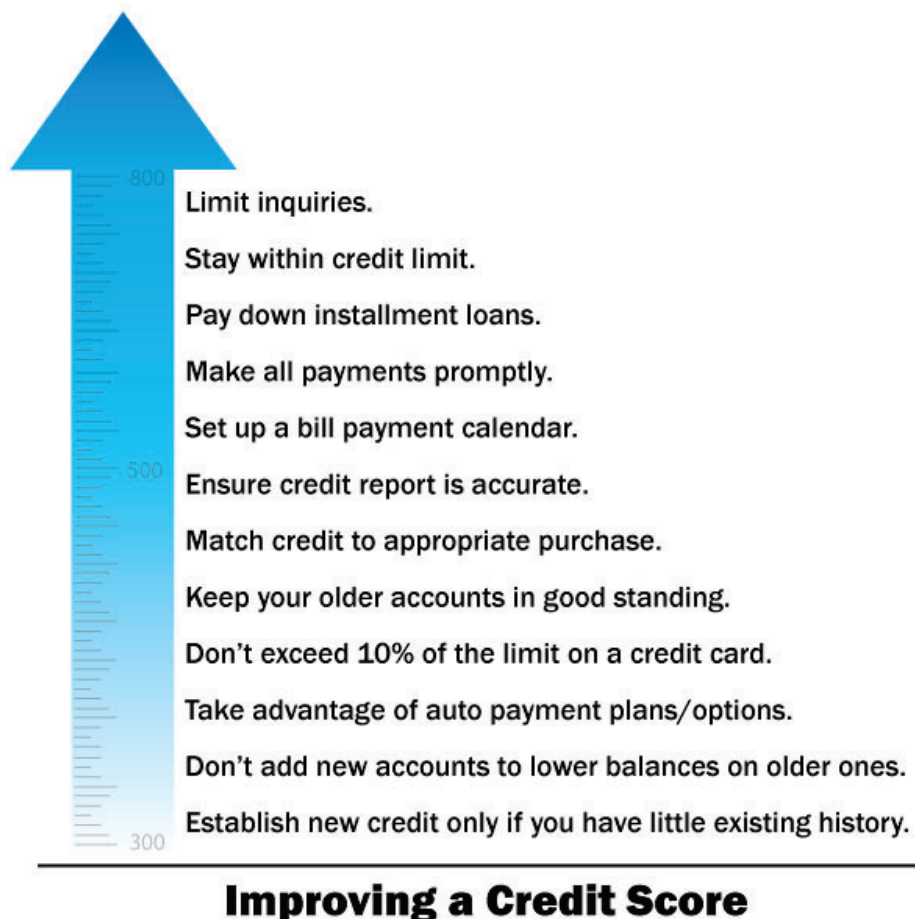 800
Limit inquiries.
Stay within credit limit.
Pay down installment loans.
Make all payments promptly.
Set up a bill payment calendar.
500
Ensure credit report is accurate.
Match credit to appropriate purchase.
Keep your older accounts in good standing.
Don’t exceed 10% of the limit on a credit card.
Take advantage of auto payment plans/options.
Don’t add new accounts to lower balances on older ones.
Establish new credit only if you have little existing history.
300
Improving a Credit Score